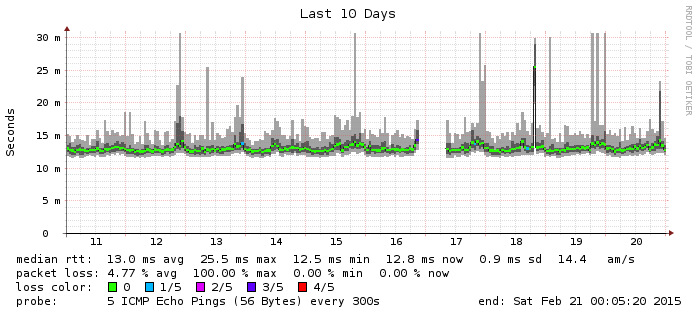 Last 10 Days
RRDTOOL / TOBI OETIKER
Seconds
30 m
25 m
20 m
15 m
10 m
5 m
0
11 12 13 14 15 16 17 18 19 20
median rtt: 13.0 ms avg 25.5 ms max 12.5 ms min 12.8 ms now 0.9 ms sd 14.4 am/s
packet loss: 4.77 % avg 100.00 % max 0.00 % min 0.00 % now
loss color: 0 1/5 2/5 3/5 4/5
probe: 5 ICMP Echo Pings (56 Bytes) every 300s end: Sat Feb 21 00:05:20 2015